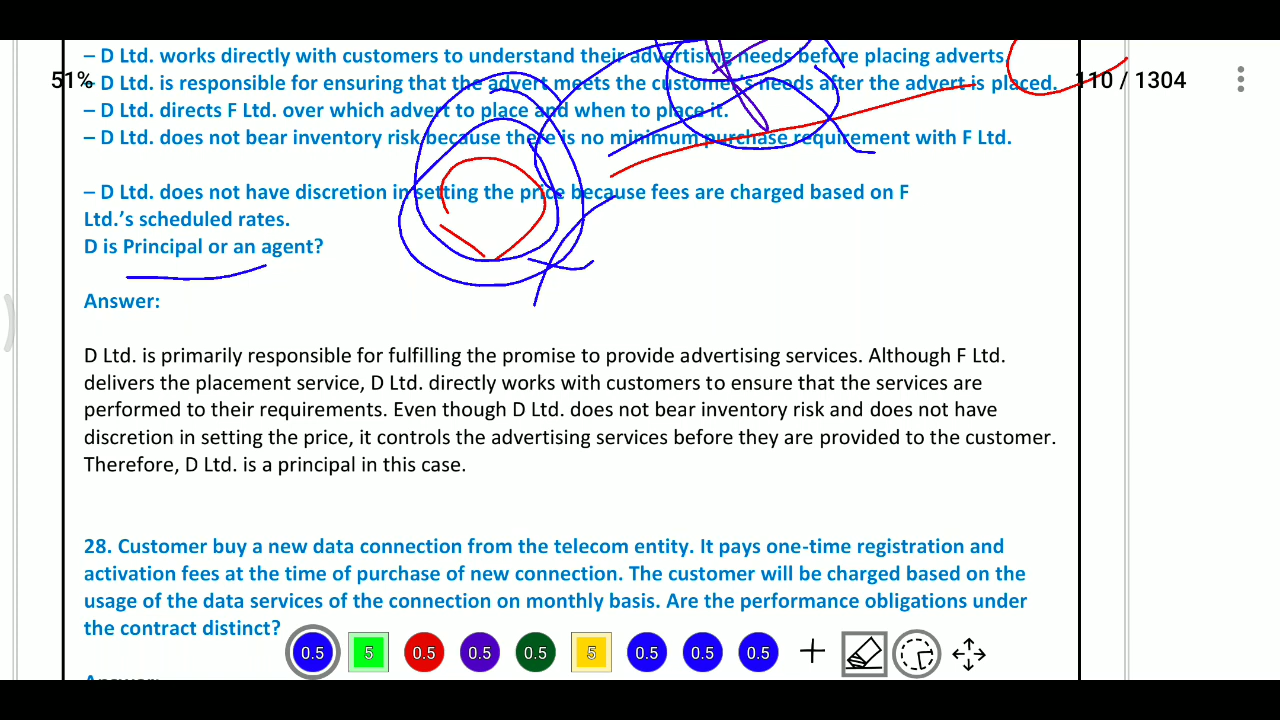 – D Ltd. works directly with customers to understand their advertising needs before placing adverts.
51%
– D Ltd. is responsible for ensuring that the advert meets the customer's needs after the advert is placed.
110 / 1304
– D Ltd. directs F Ltd. over which advert to place and when to place it.
– D Ltd. does not bear inventory risk because there is no minimum purchase requirement with F Ltd.
– D Ltd. does not have discretion in setting the price because fees are charged based on F
Ltd.'s scheduled rates.
D is Principal or an agent?
Answer:
D Ltd. is primarily responsible for fulfilling the promise to provide advertising services. Although F Ltd.
delivers the placement service, D Ltd. directly works with customers to ensure that the services are
performed to their requirements. Even though D Ltd. does not bear inventory risk and does not have
discretion in setting the price, it controls the advertising services before they are provided to the customer.
Therefore, D Ltd. is a principal in this case.
28. Customer buy a new data connection from the telecom entity. It pays one-time registration and
activation fees at the time of purchase of new connection. The customer will be charged based on the
usage of the data services of the connection on monthly basis. Are the performance obligations under
the contract distinct?
0.5 5 0.5 0.5 0.5 5 0.5 0.5 0.5